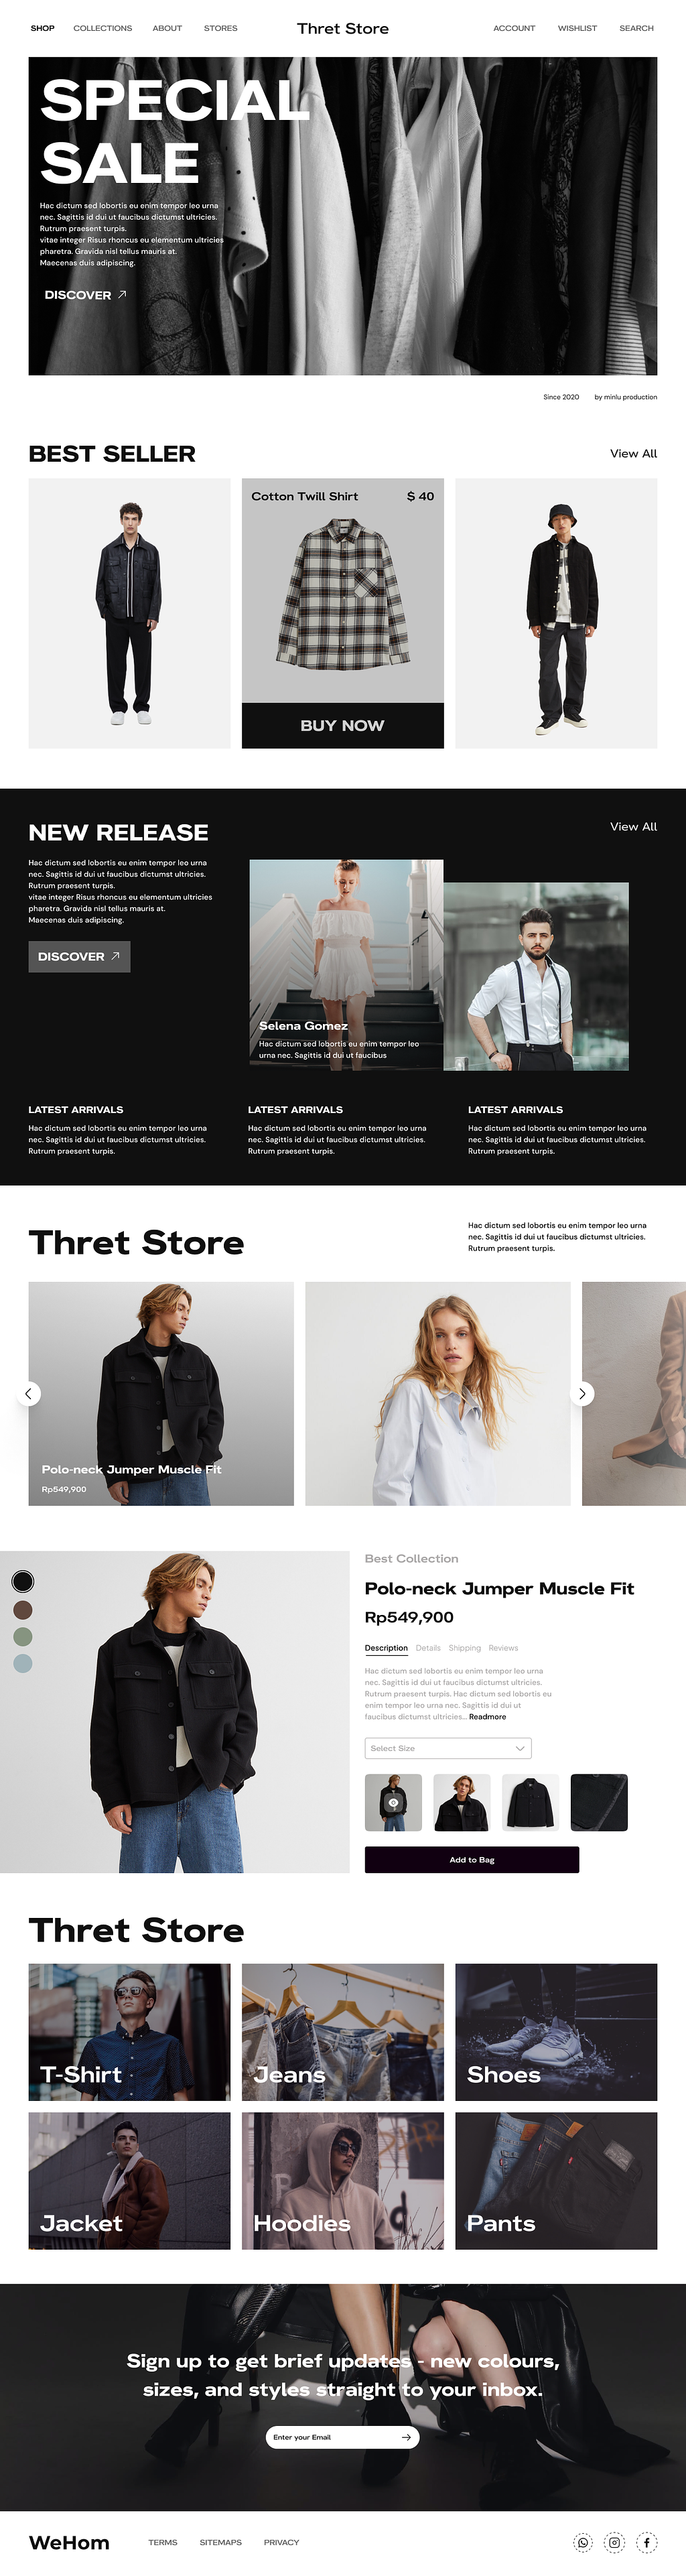 SHOP COLLECTIONS ABOUT STORES Thret Store ACCOUNT WISHLIST SEARCH
SPECIAL
SALE
Hac dictum sed lobortis eu enim tempor leo urna
nec. Sagittis id dui ut faucibus dictumst ultricies.
Rutrum praesent turpis.
vitae integer Risus rhoncus eu elementum ultricies
pharetra. Gravida nisl tellus mauris at.
Maecenas duis adipiscing.
DISCOVER
Since 2020 by minlu production
BEST SELLER View All
Cotton Twill Shirt $ 40
BUY NOW
NEW RELEASE View All
Hac dictum sed lobortis eu enim tempor leo urna
nec. Sagittis id dui ut faucibus dictumst ultricies.
Rutrum praesent turpis.
vitae integer Risus rhoncus eu elementum ultricies
pharetra. Gravida nisl tellus mauris at.
Maecenas duis adipiscing.
DISCOVER
Selena Gomez
Hac dictum sed lobortis eu enim tempor leo
urna nec. Sagittis id dui ut faucibus
LATEST ARRIVALS
Hac dictum sed lobortis eu enim tempor leo urna
nec. Sagittis id dui ut faucibus dictumst ultricies.
Rutrum praesent turpis.
LATEST ARRIVALS
Hac dictum sed lobortis eu enim tempor leo urna
nec. Sagittis id dui ut faucibus dictumst ultricies.
Rutrum praesent turpis.
LATEST ARRIVALS
Hac dictum sed lobortis eu enim tempor leo urna
nec. Sagittis id dui ut faucibus dictumst ultricies.
Rutrum praesent turpis.
Thret Store
Hac dictum sed lobortis eu enim tempor leo urna
nec. Sagittis id dui ut faucibus dictumst ultricies.
Rutrum praesent turpis.
Polo-neck Jumper Muscle Fit
Rp549,900
Best Collection
Polo-neck Jumper Muscle Fit
Rp549,900
Description Details Shipping Reviews
Hac dictum sed lobortis eu enim tempor leo urna
nec. Sagittis id dui ut faucibus dictumst ultricies.
Rutrum praesent turpis. Hac dictum sed lobortis eu
enim tempor leo urna nec. Sagittis id dui ut
faucibus dictumst ultricies... Readmore
Select Size
Add to Bag
Thret Store
T-Shirt
Jeans
Shoes
Jacket
Hoodies
Pants
Sign up to get brief updates - new colours,
sizes, and styles straight to your inbox.
Enter your Email
WeHom TERMS SITEMAPS PRIVACY